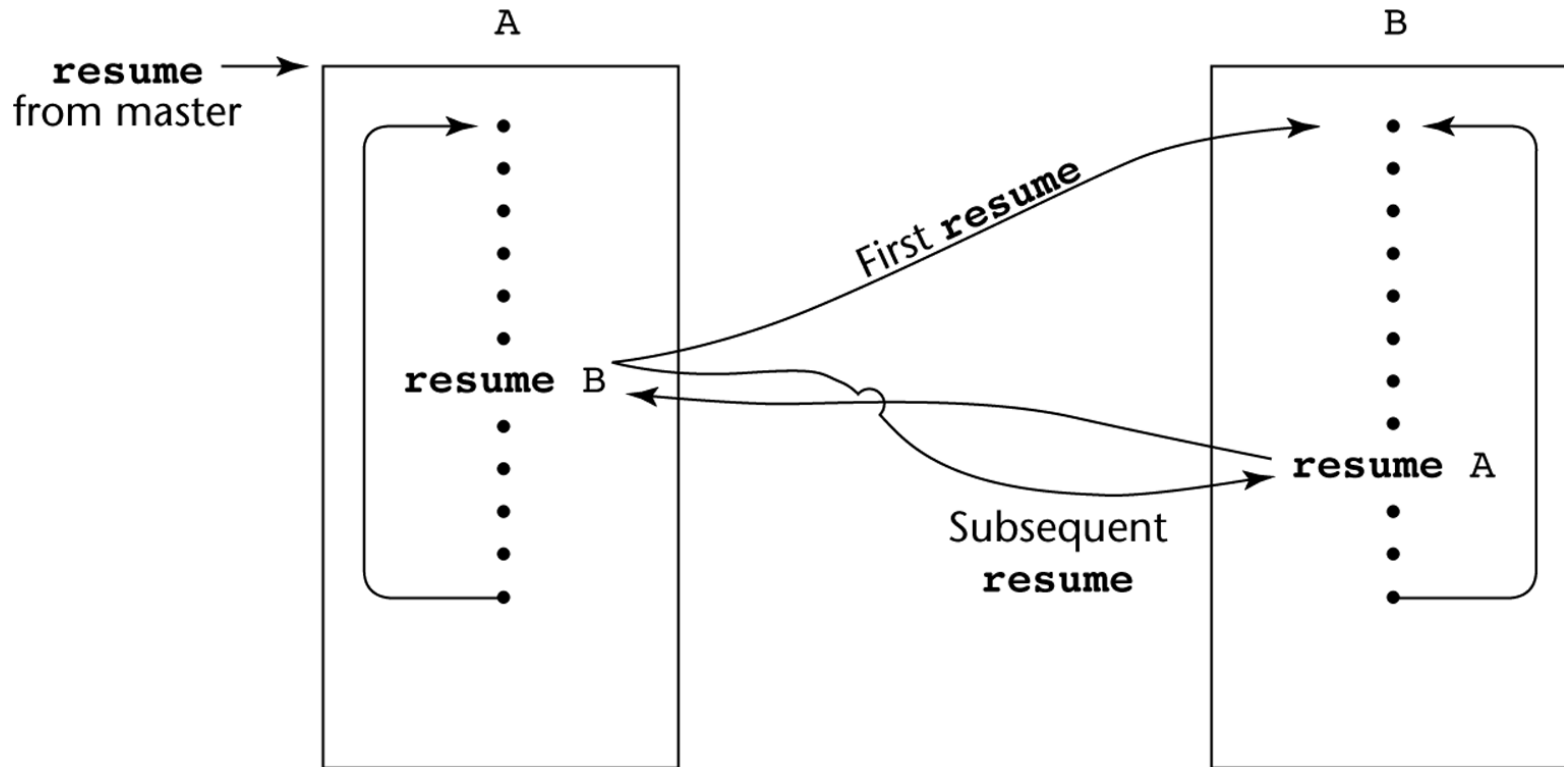 A
B
resume
from master
First resume
resume B
resume A
Subsequent
resume